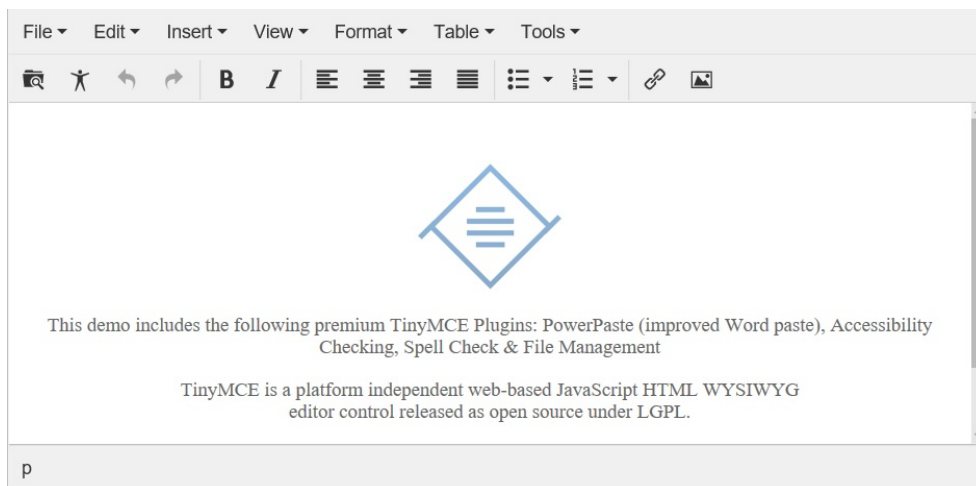 File Edit Insert View Format Table Tools
B I
This demo includes the following premium TinyMCE Plugins: PowerPaste (improved Word paste), Accessibility
Checking, Spell Check & File Management
TinyMCE is a platform independent web-based JavaScript HTML WYSIWYG
editor control released as open source under LGPL.
p